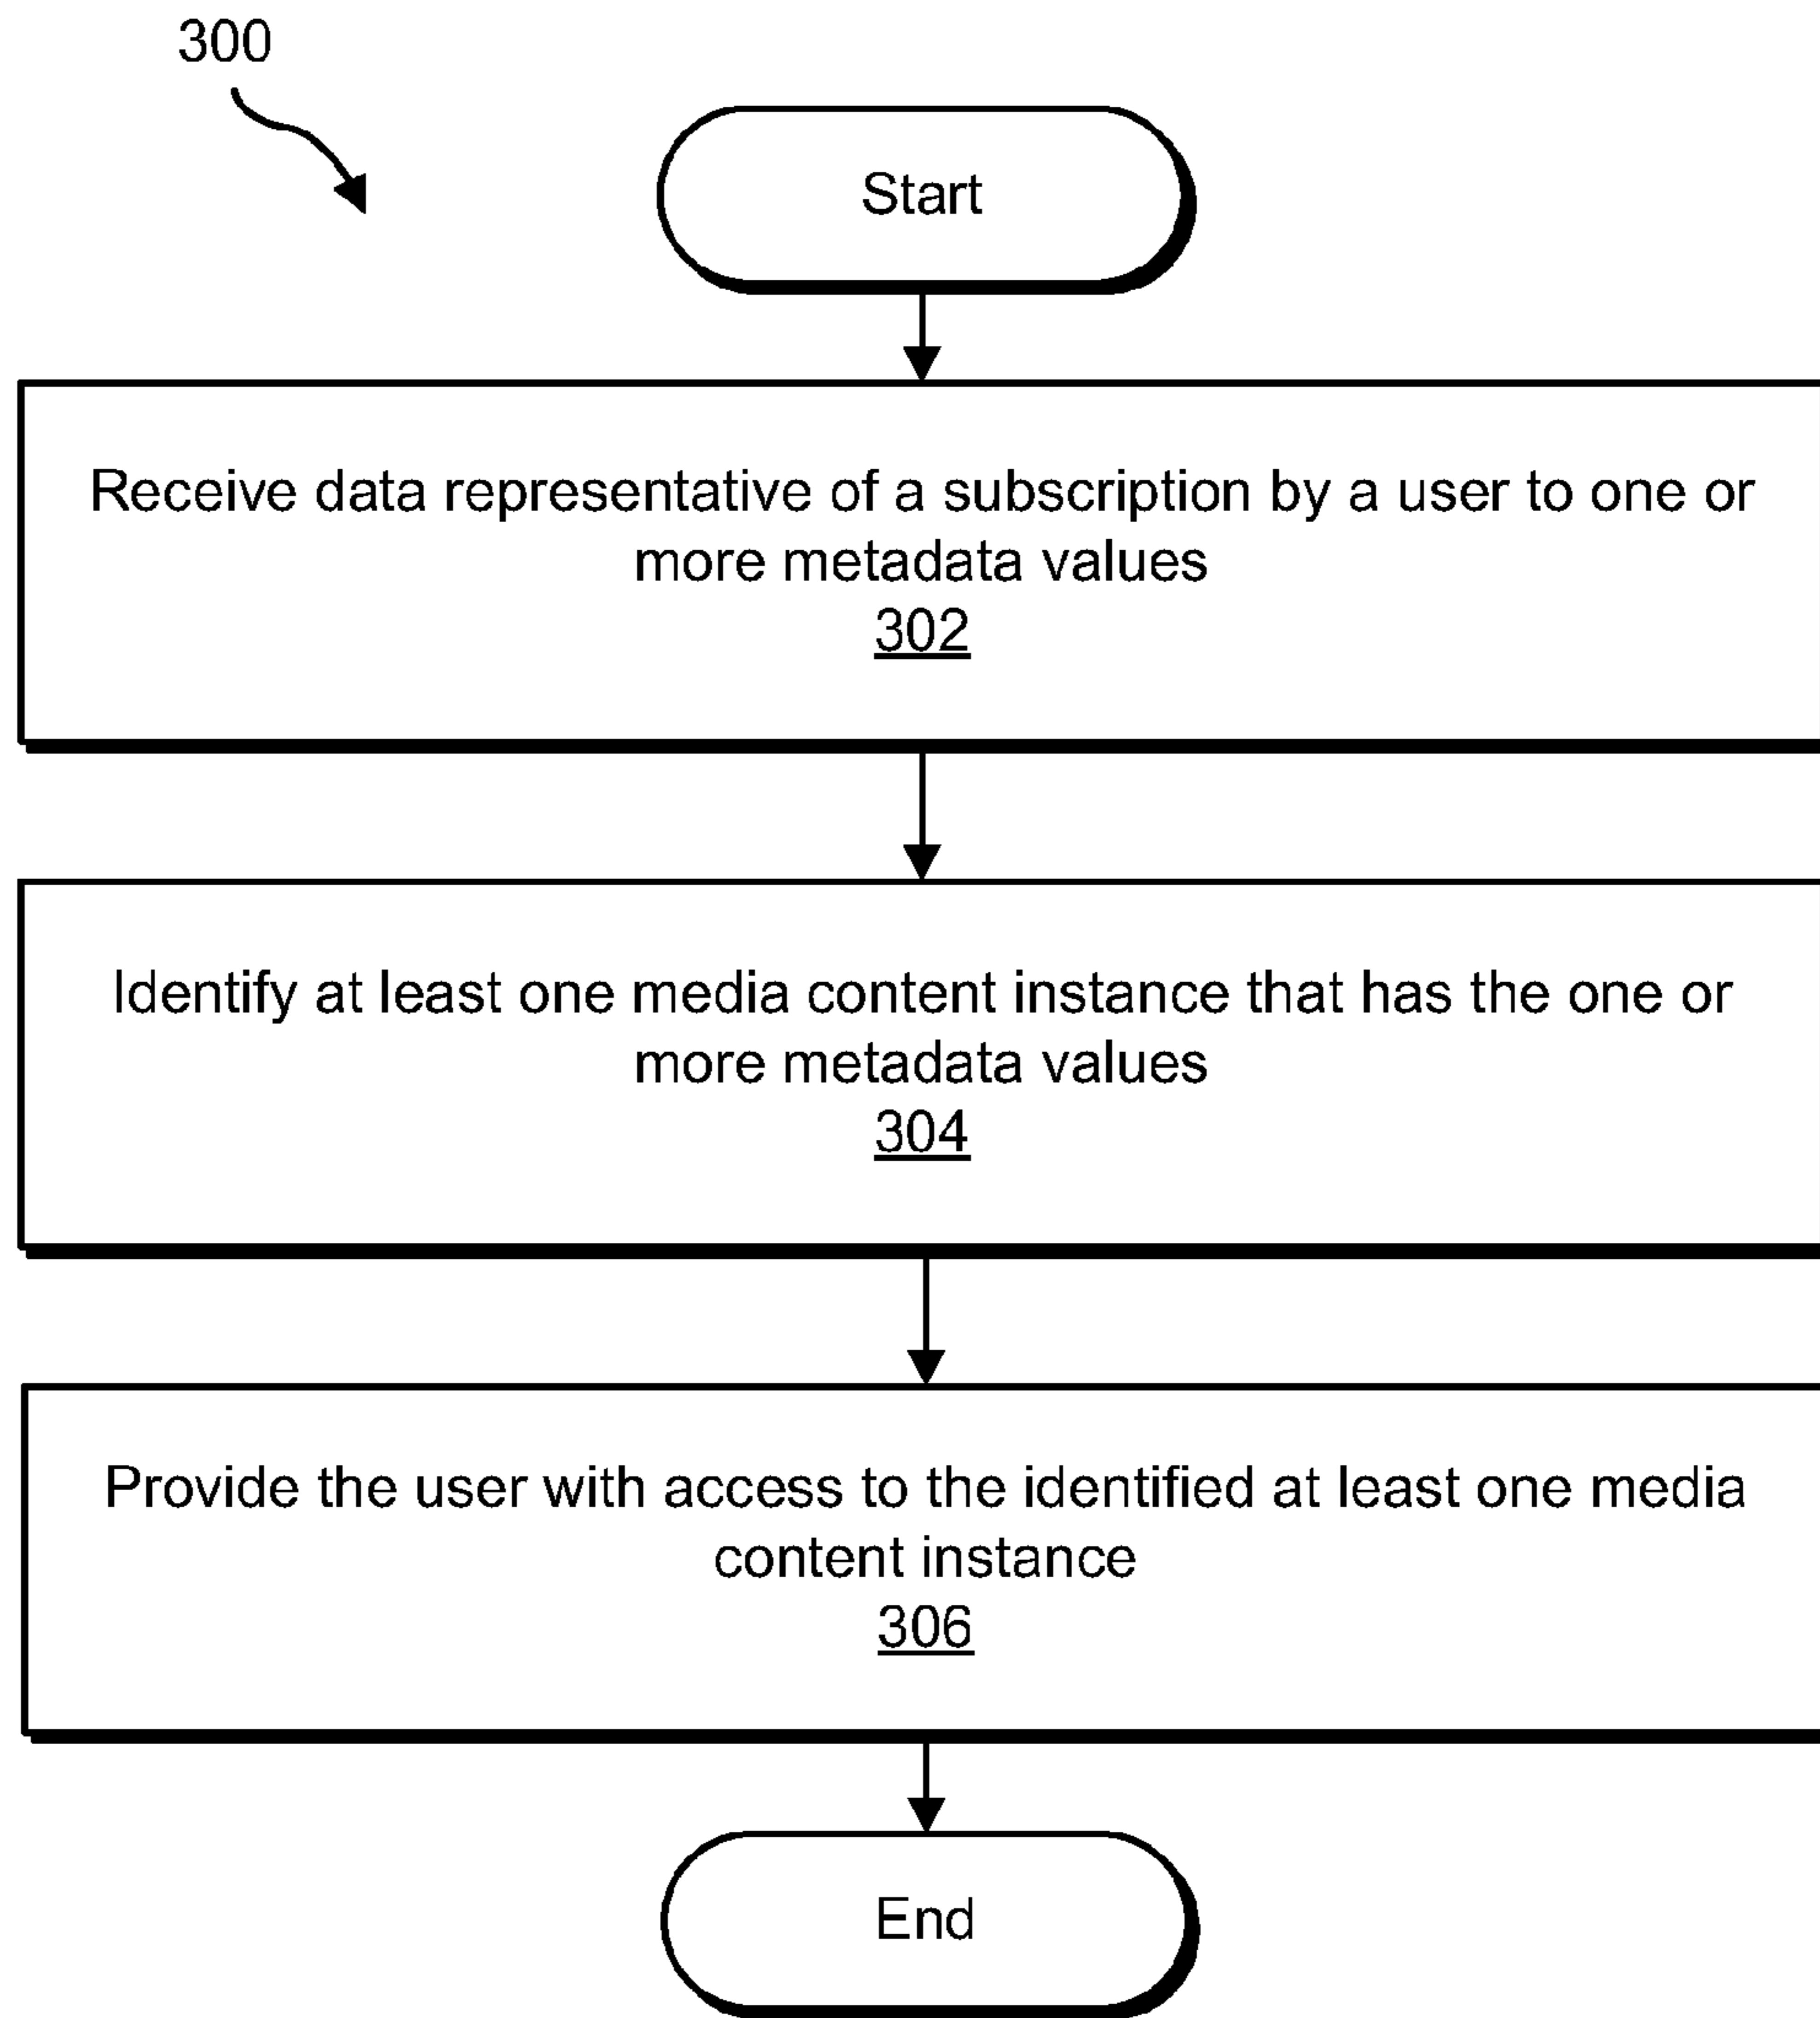 300
Start
Receive data representative of a subscription by a user to one or
more metadata values
302
Identify at least one media content instance that has the one or
more metadata values
304
Provide the user with access to the identified at least one media
content instance
306
End